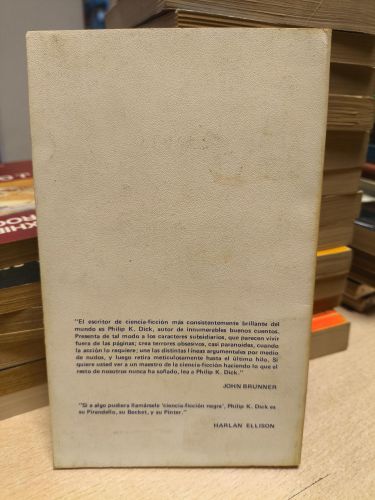 "El escritor de ciencia-ficción más consistentemente brillante del
mundo es Philip K. Dick, autor de innumerables buenos cuentos.
Presenta de tal modo a los caracteres subsidiarios, que parecen vivir
fuera de las páginas; crea terrores obsesivos, casi paranoides, cuando
la acción lo requiere; une las distintas líneas argumentales por medio
de nudos, y luego retira meticulosamente hasta el último hilo. Si
quiere usted ver a un maestro de la ciencia-ficción haciendo lo que el
resto de nosotros nunca ha soñado, lea a Philip K. Dick."
JOHN BRUNNER
"Si a algo pudiera llamársele 'ciencia-ficción negra', Philip K. Dick es
su Pirandello, su Becket, y su Pinter."
HARLAN ELLISON